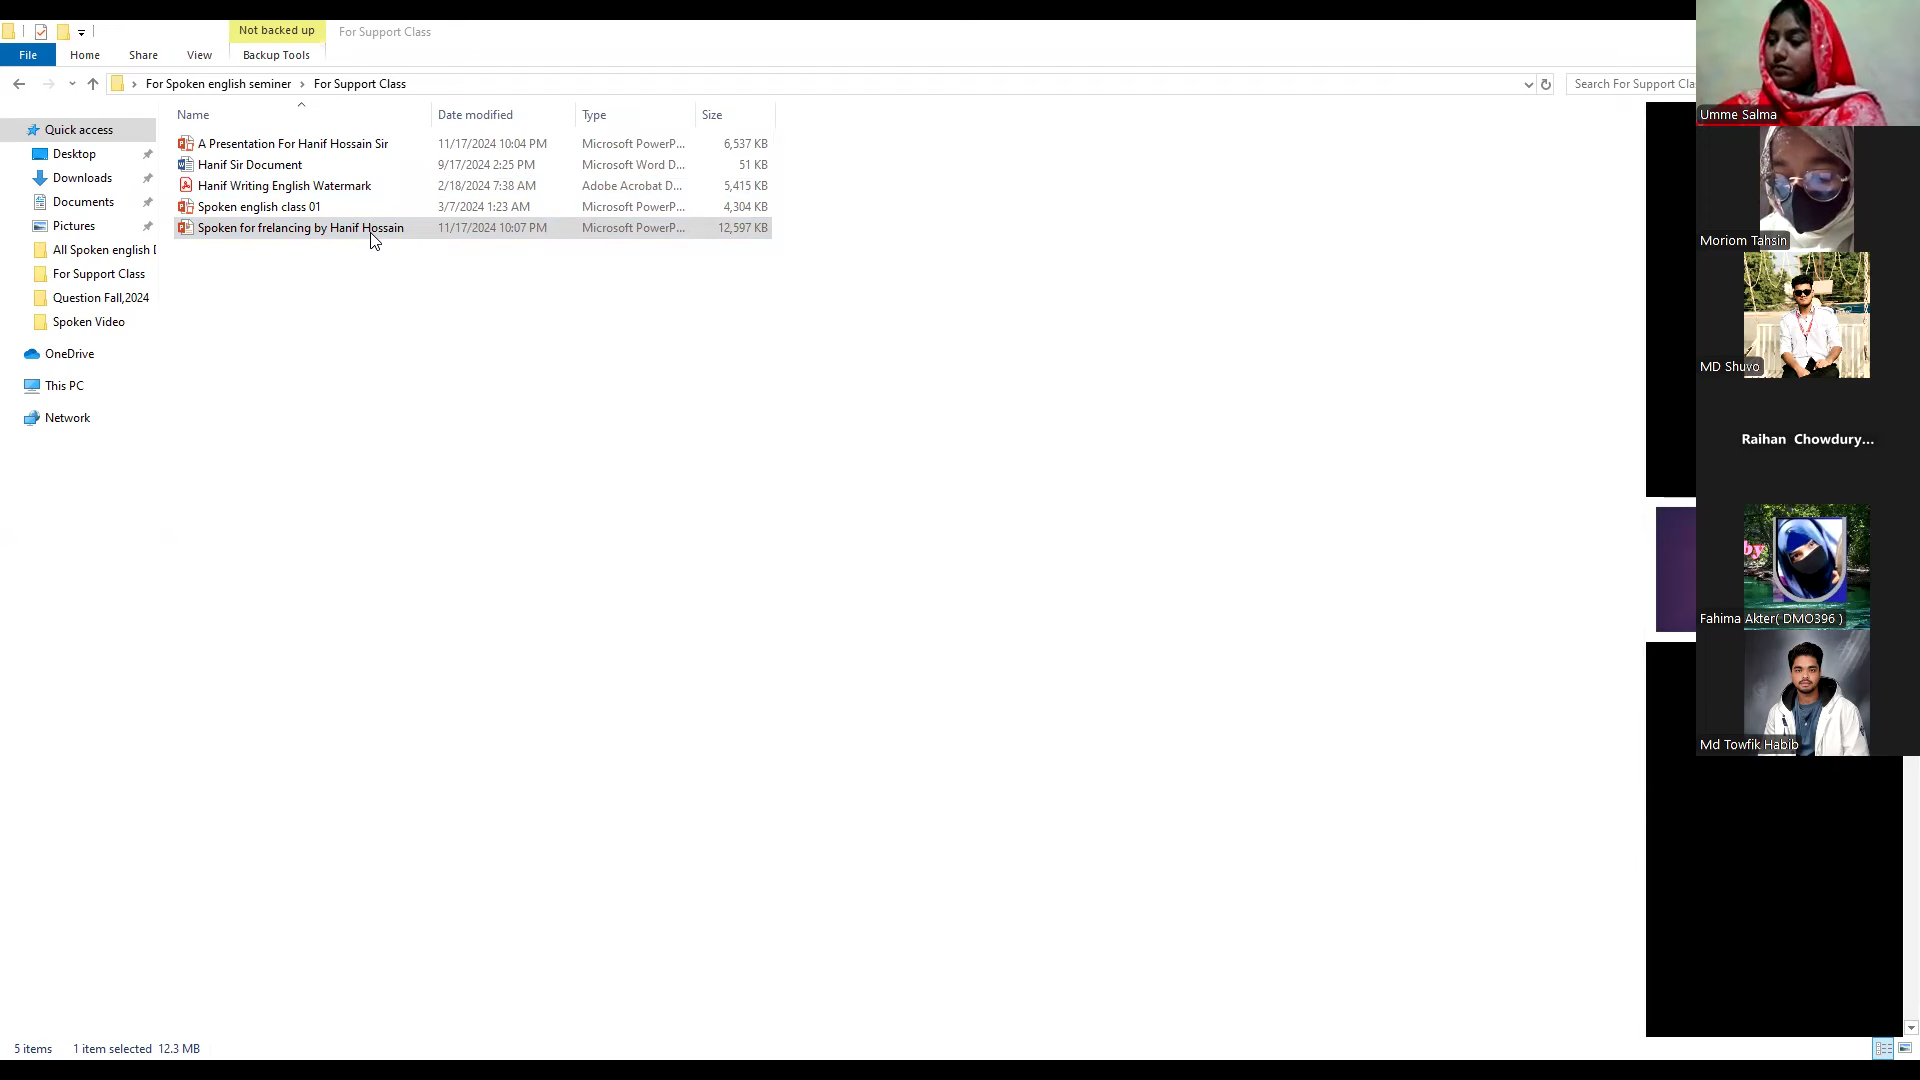 Not backed up
For Support Class
File
Home
Share
View
Backup Tools
For Spoken english seminer
For Support Class
Search For Support Cla
Name
Date modified
Type
Size
Quick access
Desktop
Downloads
Documents
Pictures
All Spoken english
For Support Class
Question Fall,2024
Spoken Video
OneDrive
This PC
Network
A Presentation For Hanif Hossain Sir 11/17/2024 10:04 PM Microsoft PowerP... 6,537 KB
Hanif Sir Document 9/17/2024 2:25 PM Microsoft Word D... 51 KB
Hanif Writing English Watermark 2/18/2024 7:38 AM Adobe Acrobat D... 5,415 KB
Spoken english class 01 3/7/2024 1:23 AM Microsoft PowerP... 4,304 KB
Spoken for frelancing by Hanif Hossain 11/17/2024 10:07 PM Microsoft PowerP... 12,597 KB
5 items 1 item selected 12.3 MB
Umme Salma
Moriom Tahsin
MD Shuvo
Raihan Chowdury...
by
Fahima Akter( DMO396 )
Md Towfik Habib